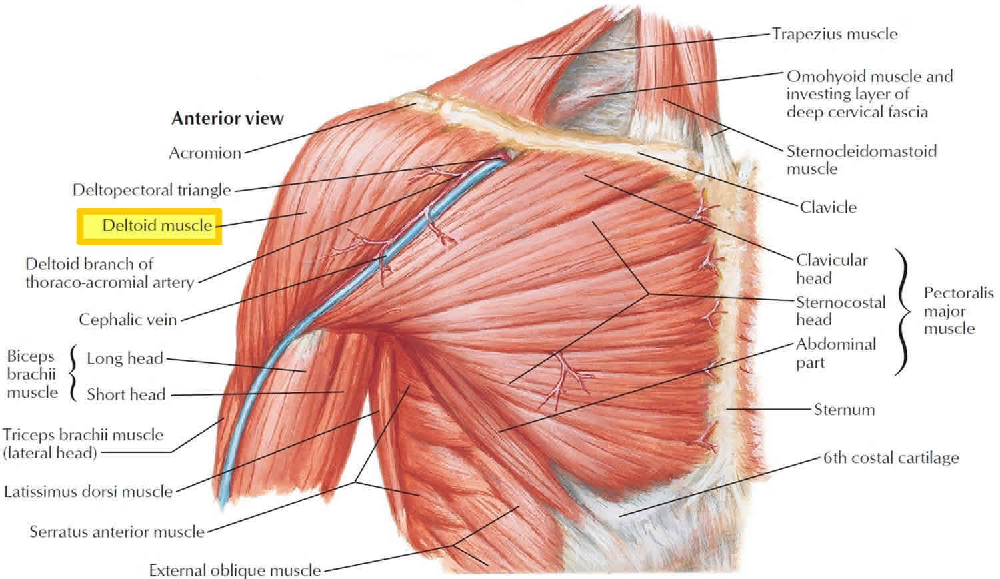 Trapezius muscle
Omohyoid muscle and
investing layer of
deep cervical fascia
Anterior view
Acromion
Sternocleidomastoid
muscle
Deltopectoral triangle
Clavicle
Deltoid muscle
Deltoid branch of
thoraco-acromial artery
Clavicular
head
Cephalic vein
Sternocostal
head
Pectoralis
major
muscle
Abdominal
part
Biceps
brachii
muscle
Long head
Short head
Sternum
Triceps brachii muscle
(lateral head)
6th costal cartilage
Latissimus dorsi muscle
Serratus anterior muscle
External oblique muscle